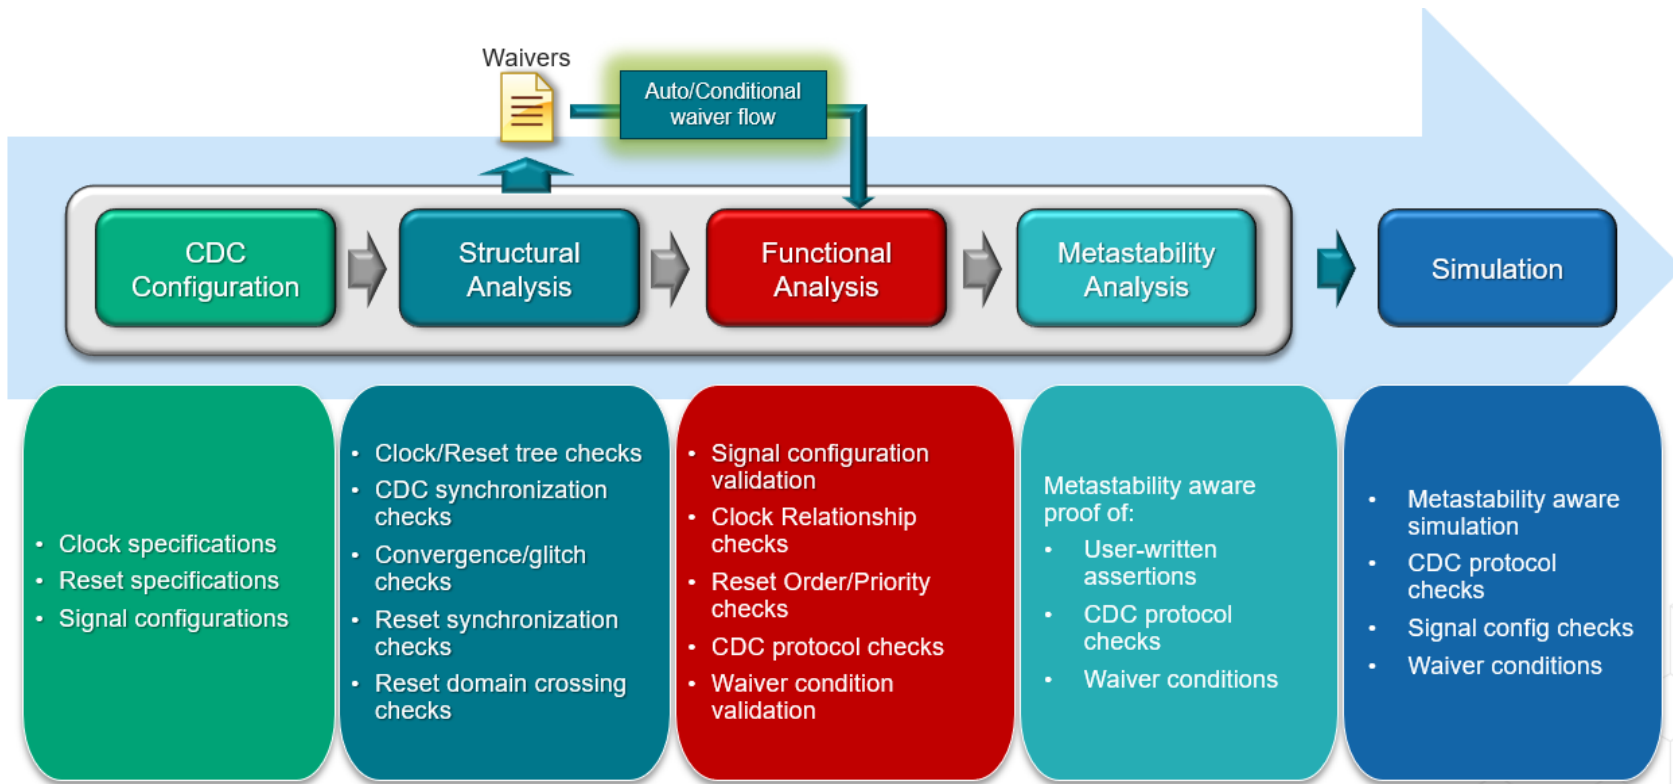 Waivers
Auto/Conditional
waiver flow
CDC
Configuration
Structural
Analysis
Functional
Analysis
Metastability
Analysis
Simulation
• Clock specifications
• Reset specifications
• Signal configurations
• Clock/Reset tree checks
• CDC synchronization
checks
• Convergence/glitch
checks
• Reset synchronization
checks
• Reset domain crossing
checks
• Signal configuration
validation
• Clock Relationship
checks
• Reset Order/Priority
checks
• CDC protocol checks
• Waiver condition
validation
Metastability aware
proof of:
• User-written
assertions
• CDC protocol
checks
• Waiver conditions
• Metastability aware
simulation
• CDC protocol
checks
• Signal config checks
• Waiver conditions